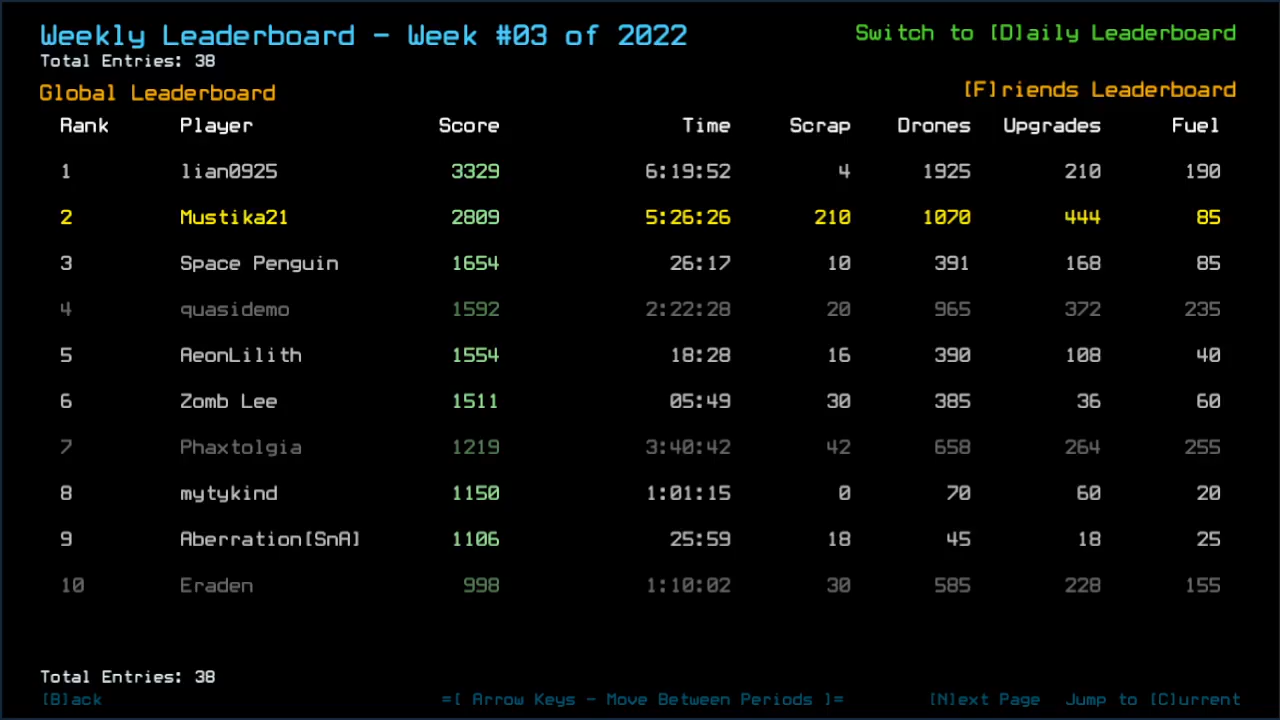 Weekly Leaderboard - Week #03 of 2022 Switch to [D]aily Leaderboard
Total Entries: 38
Global Leaderboard [F]riends Leaderboard
Rank Player Score Time Scrap Drones Upgrades Fuel
1 lian0925 3329 6:19:52 4 1925 210 190
2 Mustika21 2809 5:26:26 210 1070 444 85
3 Space Penguin 1654 26:17 10 391 168 85
4 quasidemo 1592 2:22:28 20 965 372 235
5 AeonLilith 1554 18:28 16 390 108 40
6 Zomb Lee 1511 05:49 30 385 36 60
7 Phaxtolgia 1219 3:40:42 42 658 264 255
8 mytykind 1150 1:01:15 0 70 60 20
9 Aberration[SnA] 1106 25:59 18 45 18 25
10 Eraden 998 1:10:02 30 585 228 155
Total Entries: 38
[B]ack =[ Arrow Keys - Move Between Periods ]= [N]ext Page Jump to [C]urrent